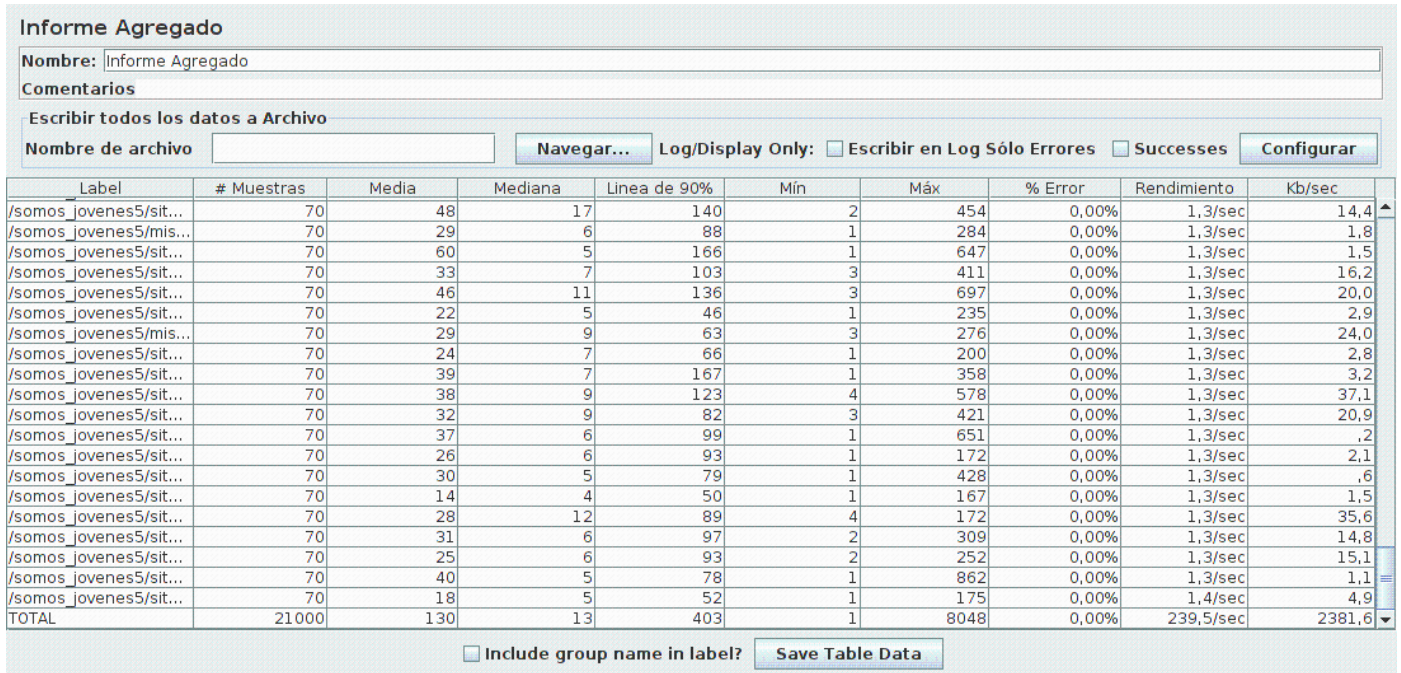 Informe Agregado
Nombre: Informe Agregado
Comentarios
Escribir todos los datos a Archivo
Nombre de archivo Navegar... Log/Display Only: Escribir en Log Sólo Errores Successes Configurar
Label # Muestras Media Mediana Linea de 90% Mín Máx % Error Rendimiento Kb/sec
/somos_jovenes5/sit... 70 48 17 140 2 454 0,00% 1,3/sec 14,4
/somos_jovenes5/mis... 70 29 6 88 1 284 0,00% 1,3/sec 1,8
/somos_jovenes5/sit... 70 60 5 166 1 647 0,00% 1,3/sec 1,5
/somos_jovenes5/sit... 70 33 7 103 3 411 0,00% 1,3/sec 16,2
/somos_jovenes5/sit... 70 46 11 136 3 697 0,00% 1,3/sec 20,0
/somos_jovenes5/sit... 70 22 5 46 1 235 0,00% 1,3/sec 2,9
/somos_jovenes5/mis... 70 29 9 63 3 276 0,00% 1,3/sec 24,0
/somos_jovenes5/sit... 70 24 7 66 1 200 0,00% 1,3/sec 2,8
/somos_jovenes5/sit... 70 39 7 167 1 358 0,00% 1,3/sec 3,2
/somos_jovenes5/sit... 70 38 9 123 4 578 0,00% 1,3/sec 37,1
/somos_jovenes5/sit... 70 32 9 82 3 421 0,00% 1,3/sec 20,9
/somos_jovenes5/sit... 70 37 6 99 1 651 0,00% 1,3/sec ,2
/somos_jovenes5/sit... 70 26 6 93 1 172 0,00% 1,3/sec 2,1
/somos_jovenes5/sit... 70 30 5 79 1 428 0,00% 1,3/sec ,6
/somos_jovenes5/sit... 70 14 4 50 1 167 0,00% 1,3/sec 1,5
/somos_jovenes5/sit... 70 28 12 89 4 172 0,00% 1,3/sec 35,6
/somos_jovenes5/sit... 70 31 6 97 2 309 0,00% 1,3/sec 14,8
/somos_jovenes5/sit... 70 25 6 93 2 252 0,00% 1,3/sec 15,1
/somos_jovenes5/sit... 70 40 5 78 1 862 0,00% 1,3/sec 1,1
/somos_jovenes5/sit... 70 18 5 52 1 175 0,00% 1,4/sec 4,9
TOTAL 21000 130 13 403 1 8048 0,00% 239,5/sec 2381,6
Include group name in label? Save Table Data